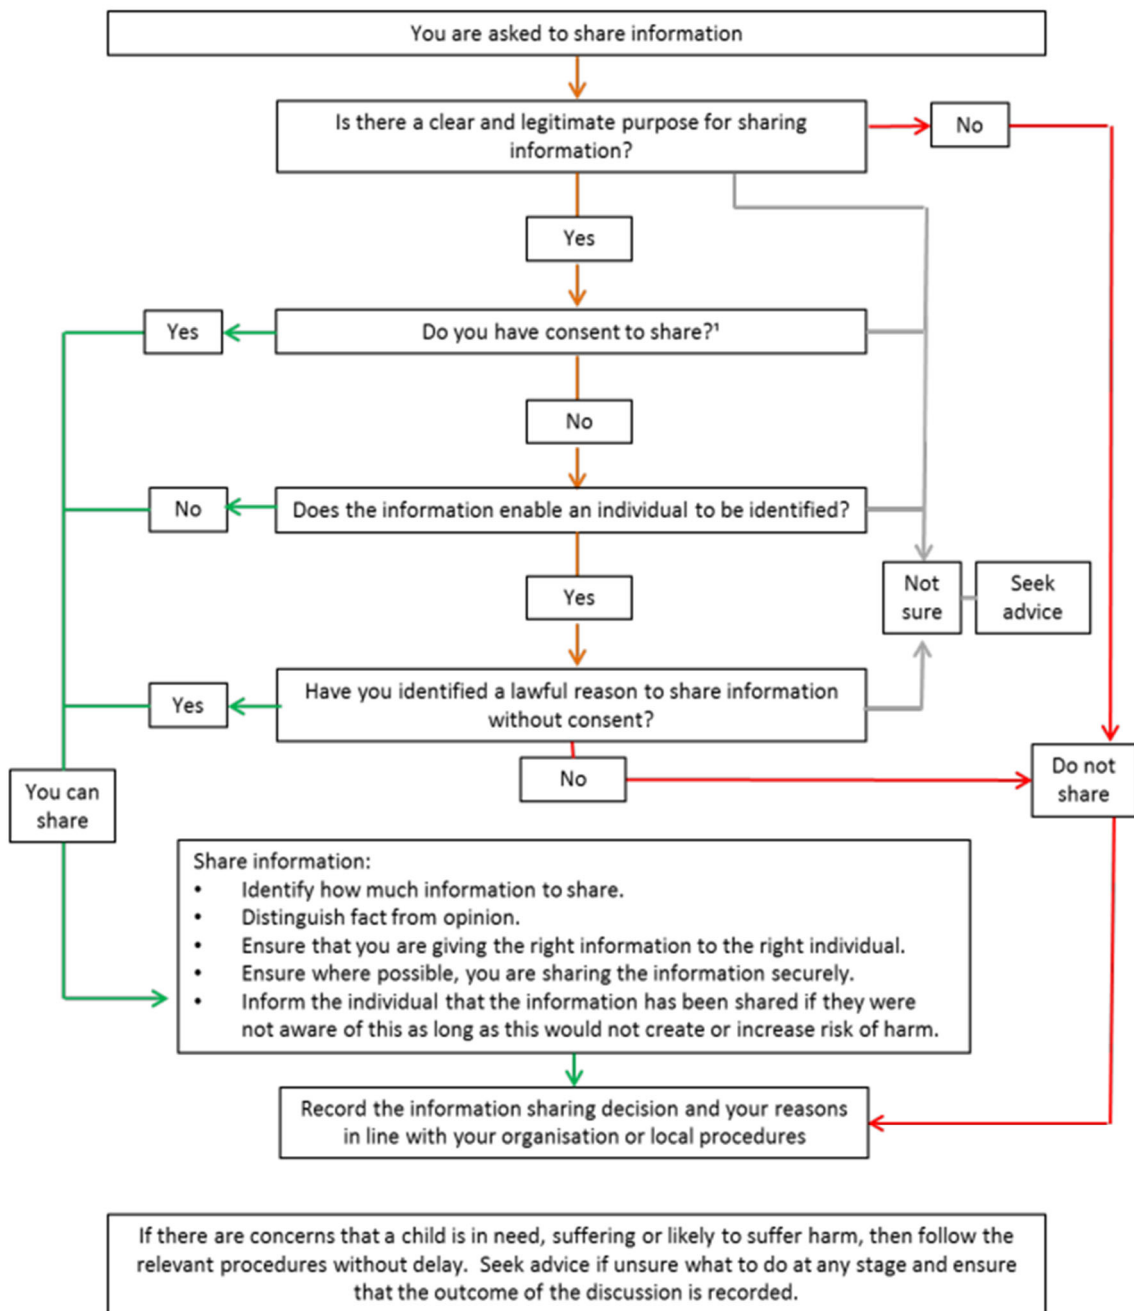 You are asked to share information
Is there a clear and legitimate purpose for sharing
information?
No
Yes
Yes
Do you have consent to share?¹
No
No
Does the information enable an individual to be identified?
Yes
Not
sure
Seek
advice
Yes
Have you identified a lawful reason to share information
without consent?
No
Do not
share
You can
share
Share information:
• Identify how much information to share.
• Distinguish fact from opinion.
• Ensure that you are giving the right information to the right individual.
• Ensure where possible, you are sharing the information securely.
• Inform the individual that the information has been shared if they were
not aware of this as long as this would not create or increase risk of harm.
Record the information sharing decision and your reasons
in line with your organisation or local procedures
If there are concerns that a child is in need, suffering or likely to suffer harm, then follow the
relevant procedures without delay.  Seek advice if unsure what to do at any stage and ensure
that the outcome of the discussion is recorded.